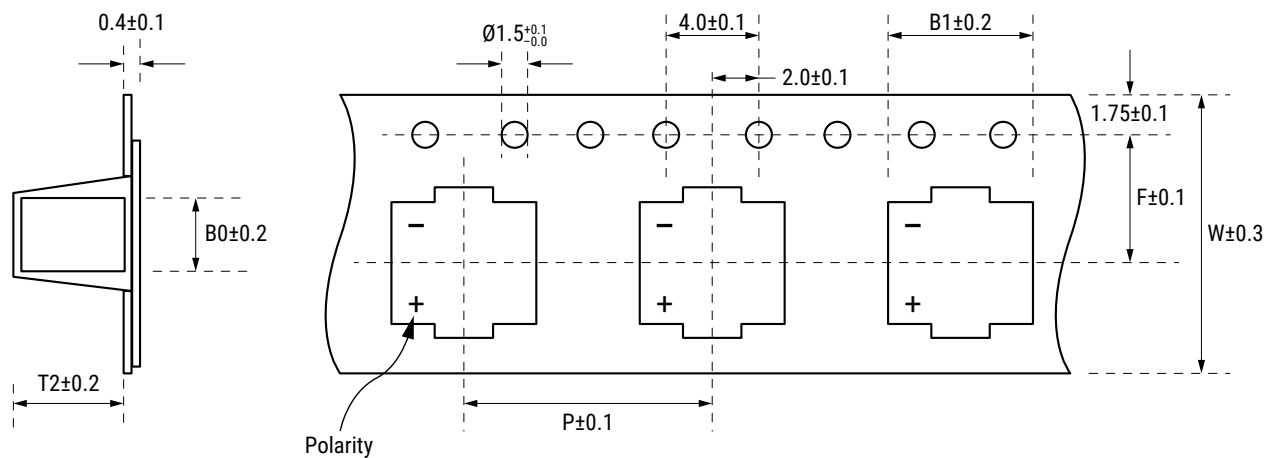 0.4±0.1
Ø1.5+0.1−0.0
4.0±0.1
B1±0.2
2.0±0.1
1.75±0.1
F±0.1
B0±0.2
W±0.3
− − −
+ + +
T2±0.2
P±0.1
Polarity